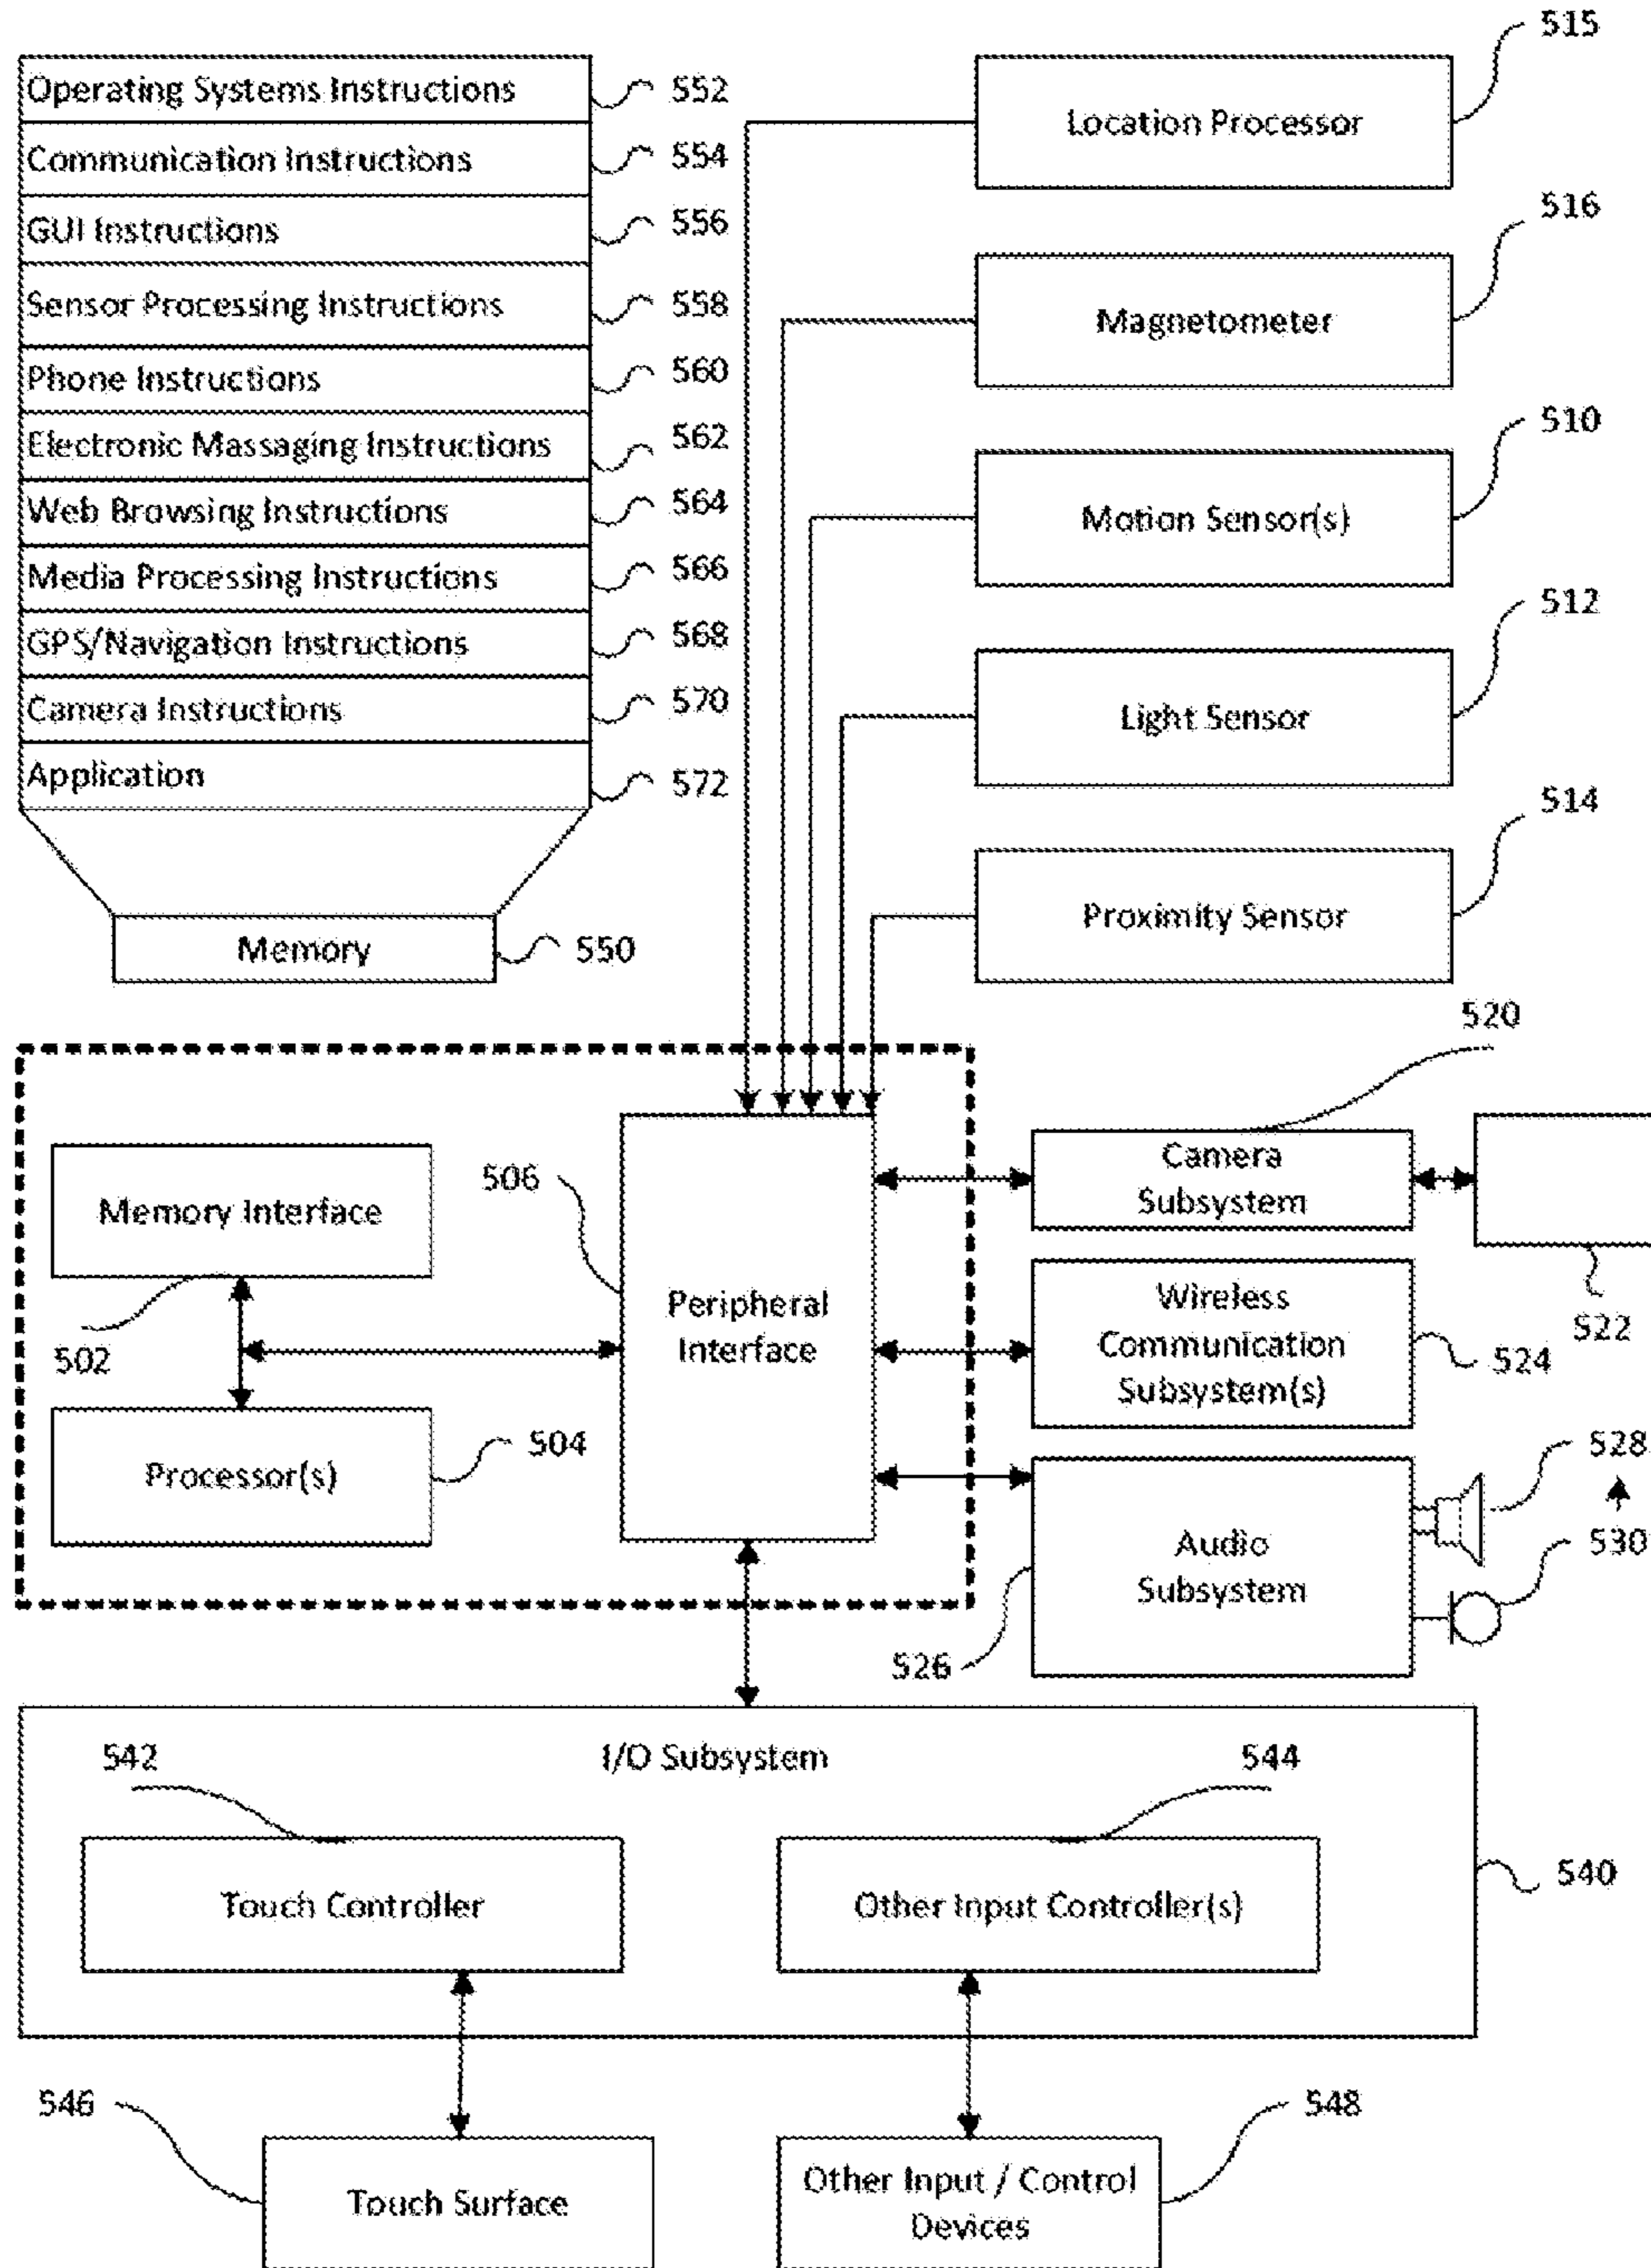 Operating Systems Instructions 552
Communication Instructions 554
GUI Instructions 556
Sensor Processing Instructions 558
Phone Instructions 560
Electronic Massaging Instructions 562
Web Browsing Instructions 564
Media Processing Instructions 566
GPS/Navigation Instructions 568
Camera Instructions 570
Application 572
Memory 550
515
Location Processor
516
Magnetometer
510
Motion Sensor(s)
512
Light Sensor
514
Proximity Sensor
520
Memory Interface
502
Processor(s)
504
506
Peripheral
Interface
Camera
Subsystem
522
Wireless
Communication
Subsystem(s)
524
Audio
Subsystem
526
528
530
I/O Subsystem
542
544
Touch Controller
Other Input Controller(s)
540
546
Touch Surface
548
Other Input / Control
Devices